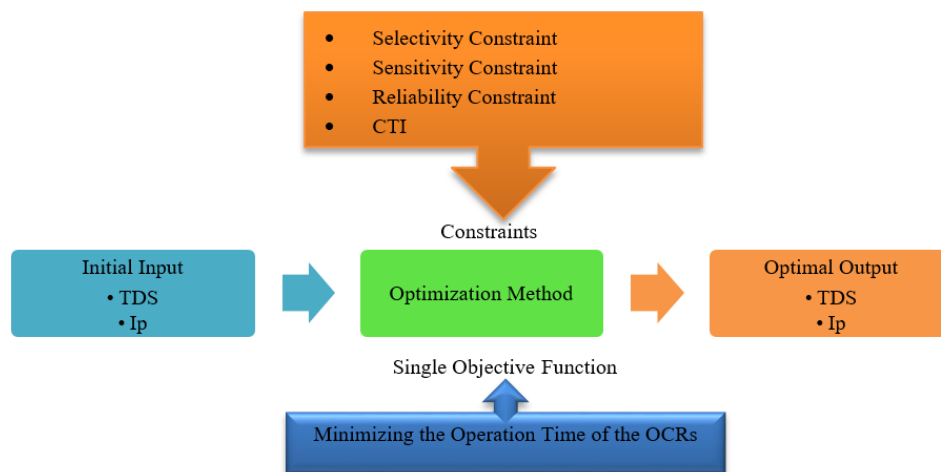 • Selectivity Constraint
• Sensitivity Constraint
• Reliability Constraint
• CTI
Constraints
Initial Input
• TDS
• Ip
Optimization Method
Optimal Output
• TDS
• Ip
Single Objective Function
Minimizing the Operation Time of the OCRs